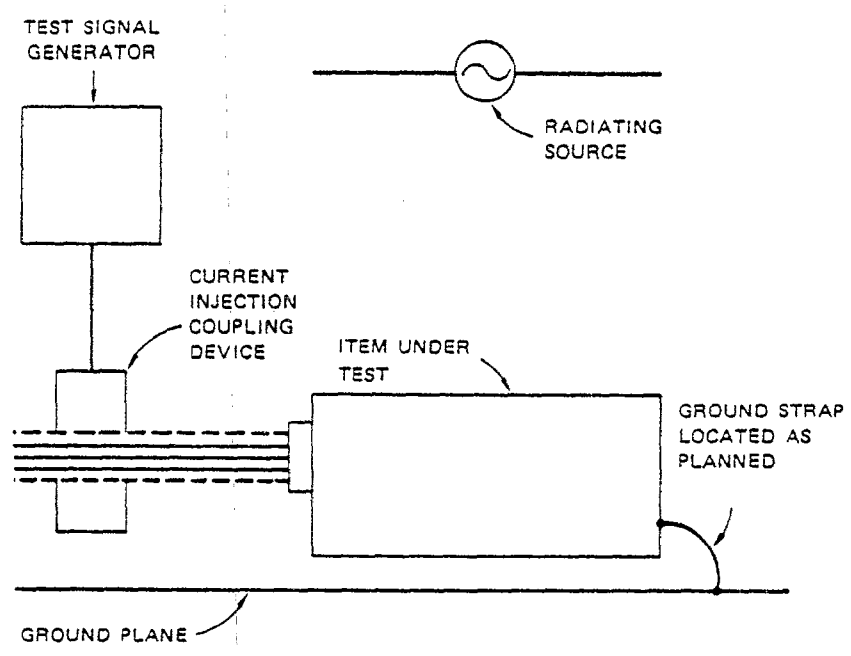 TEST SIGNAL
GENERATOR
RADIATING
SOURCE
CURRENT
INJECTION
COUPLING
DEVICE
ITEM UNDER
TEST
GROUND STRAP
LOCATED AS
PLANNED
GROUND PLANE